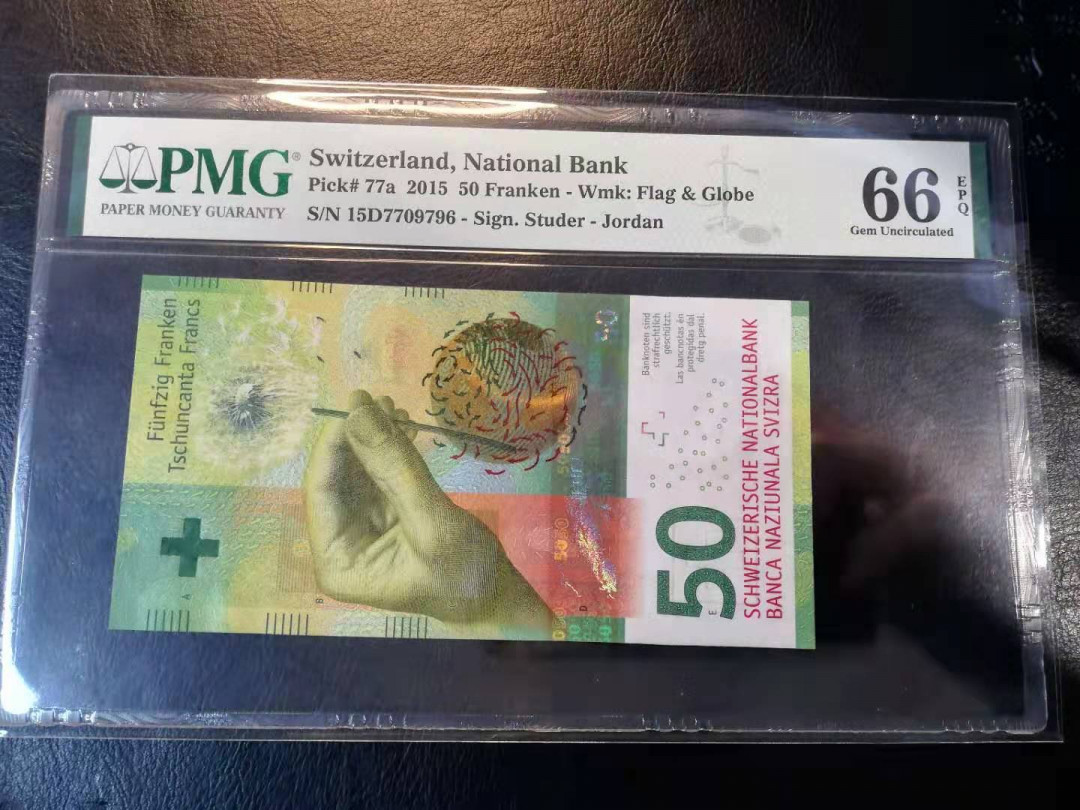 PMG®
PAPER MONEY GUARANTY
Switzerland, National Bank
Pick# 77a 2015 50 Franken - Wmk: Flag & Globe
S/N 15D7709796 - Sign. Studer - Jordan
66
EPQ
Gem Uncirculated
Fünfzig Franken
Tschuncanta Francs
Banknoten sind
strafrechtlich
geschützt.
Las bancnotas èn
protegidas dal
dretg penal.
50
SCHWEIZERISCHE NATIONALBANK
BANCA NAZIUNALA SVIZRA
A
B
D
E